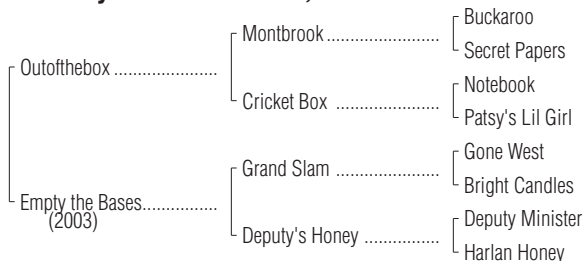 Buckaroo
Montbrook ........................
Secret Papers
Outofthebox ......................
Notebook
Cricket Box ......................
Patsy's Lil Girl
Gone West
Grand Slam ......................
Bright Candles
Empty the Bases................
(2003)
Deputy Minister
Deputy's Honey ................
Harlan Honey